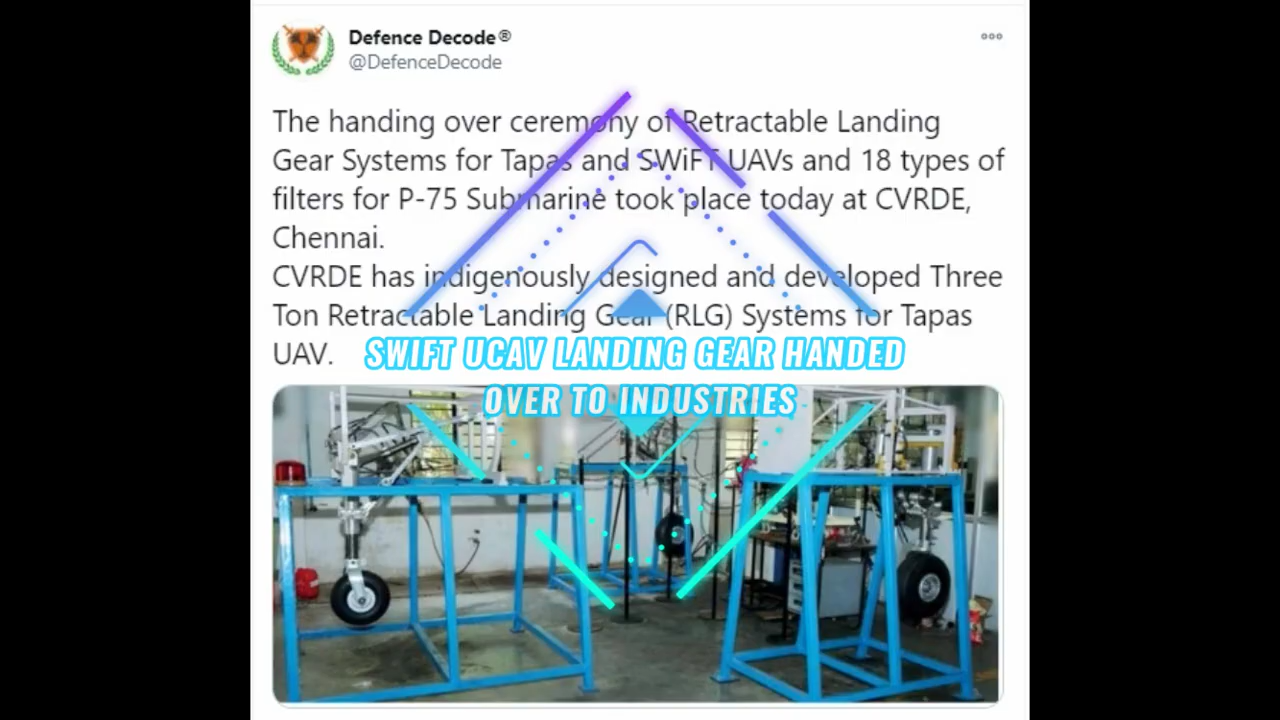 Defence Decode®
@DefenceDecode
The handing over ceremony of Retractable Landing
Gear Systems for Tapas and SWiFT UAVs and 18 types of
filters for P-75 Submarine took place today at CVRDE,
Chennai.
CVRDE has indigenously designed and developed Three
Ton Retractable Landing Gear (RLG) Systems for Tapas
UAV.
SWIFT UCAV LANDING GEAR HANDED
OVER TO INDUSTRIES